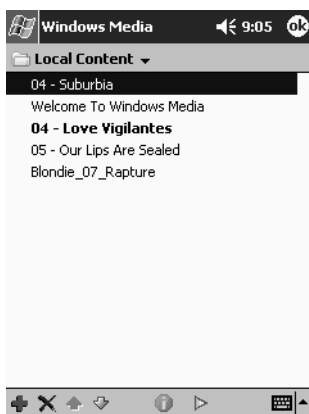 Windows Media 9:05 ok
Local Content
04 - Suburbia
Welcome To Windows Media
04 - Love Vigilantes
05 - Our Lips Are Sealed
Blondie_07_Rapture